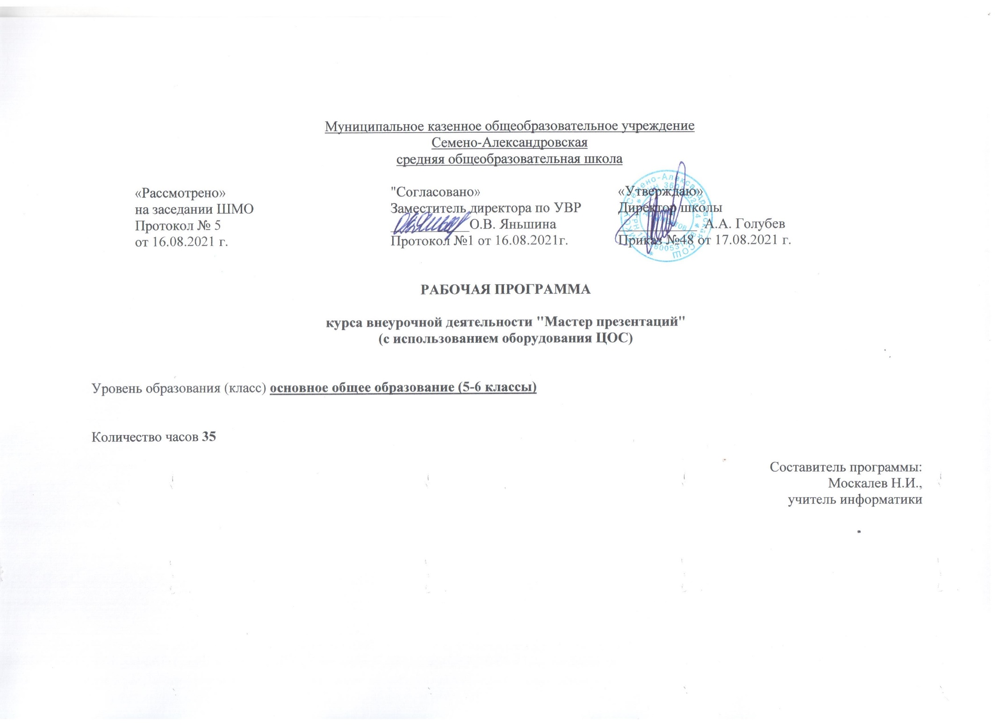 Муниципальное казенное общеобразовательное учреждение
Семено-Александровская
средняя общеобразовательная школа
«Рассмотрено»
на заседании ШМО
Протокол № 5
от 16.08.2021 г.
"Согласовано»
Заместитель директора по УВР
____________О.В. Яньшина
Протокол №1 от 16.08.2021г.
«Утверждаю»
Директор школы
____________ А.А. Голубев
Приказ №48 от 17.08.2021 г.
Семено-Александровская СОШ
РАБОЧАЯ ПРОГРАММА
курса внеурочной деятельности "Мастер презентаций"
(с использованием оборудования ЦОС)
Уровень образования (класс) основное общее образование (5-6 классы)
Количество часов 35
Составитель программы:
Москалев Н.И.,
учитель информатики